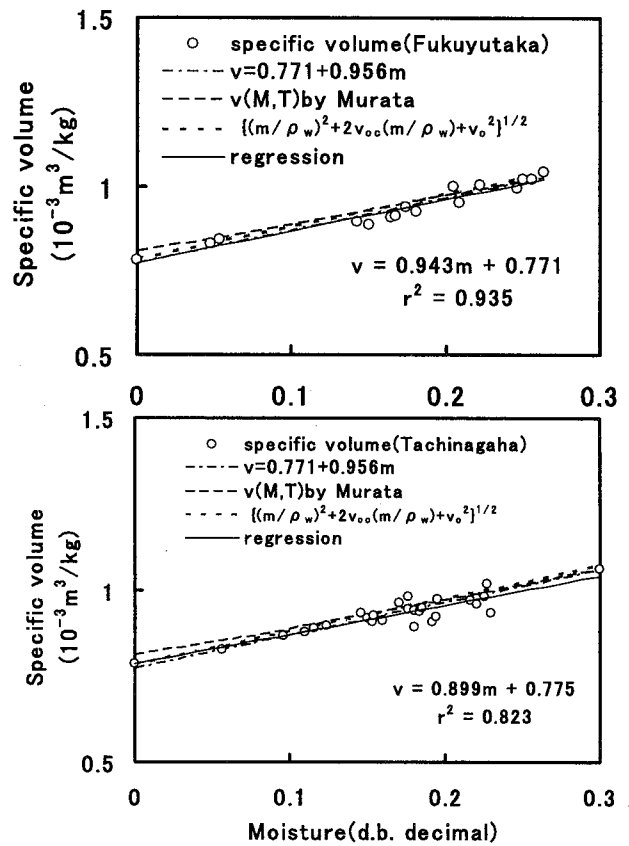 1.5
specific volume(Fukuyutaka)
v=0.771+0.956m
v(M,T)by Murata
{(m/ρw)²+2voc(m/ρw)+vo²}¹/²
regression
Specific volume
(10⁻³m³/kg)
1
v = 0.943m + 0.771
r² = 0.935
0.5
0 0.1 0.2 0.3
1.5
specific volume(Tachinagaha)
v=0.771+0.956m
v(M,T)by Murata
{(m/ρw)²+2voc(m/ρw)+vo²}¹/²
regression
Specific volume
(10⁻³m³/kg)
1
v = 0.899m + 0.775
r² = 0.823
0.5
0 0.1 0.2 0.3
Moisture(d.b. decimal)